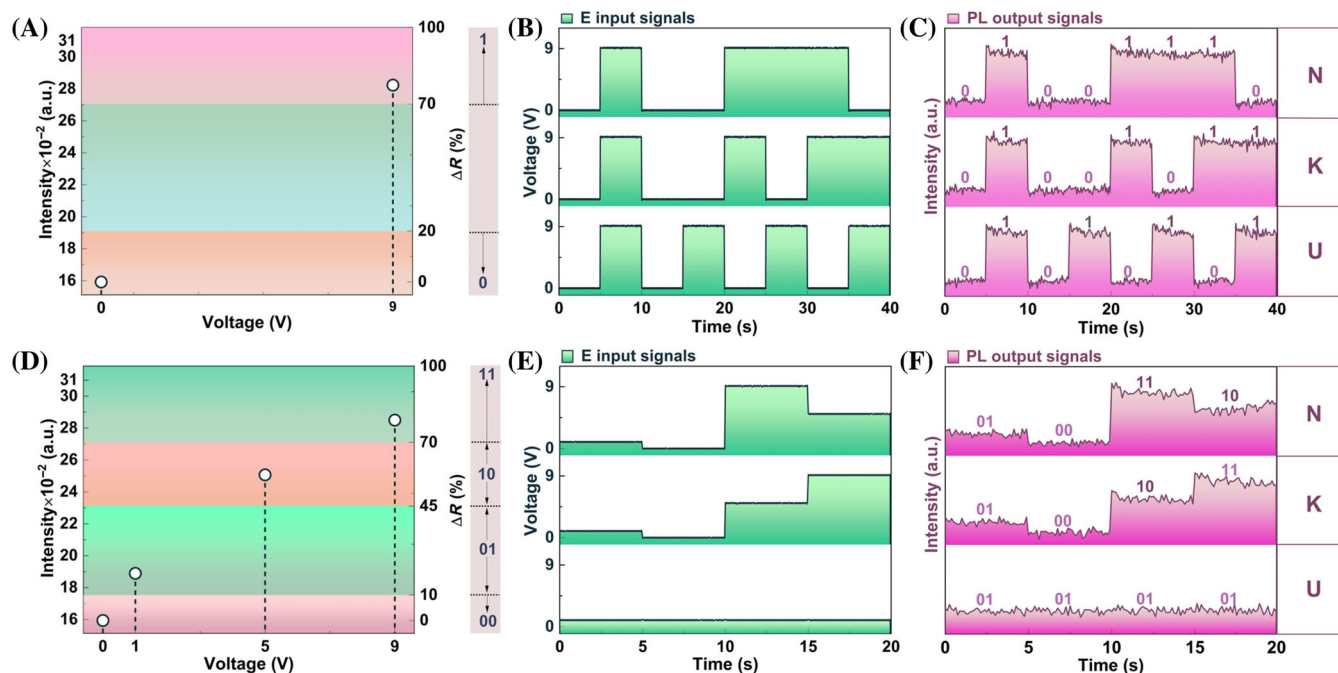 (A)
31
28
26
24
22
20
18
16
Intensity×10⁻² (a.u.)
0
9
Voltage (V)
100
70
20
0
ΔR (%)
1
0
(B)
E input signals
9
0
9
0
9
0
Voltage (V)
0 10 20 30 40
Time (s)
(C)
PL output signals
0 1 0 0 1 1 1 0
N
0 1 0 0 1 0 1 1
K
0 1 0 1 0 1 0 1
U
Intensity (a.u.)
0 10 20 30 40
Time (s)
(D)
31
28
26
24
22
20
18
16
Intensity×10⁻² (a.u.)
0 1 5 9
Voltage (V)
100
70
45
10
0
ΔR (%)
11
10
01
00
(E)
E input signals
9
0
9
0
9
0
Voltage (V)
0 5 10 15 20
Time (s)
(F)
PL output signals
01 00 11 10
N
01 00 10 11
K
01 01 01 01
U
Intensity (a.u.)
0 5 10 15 20
Time (s)